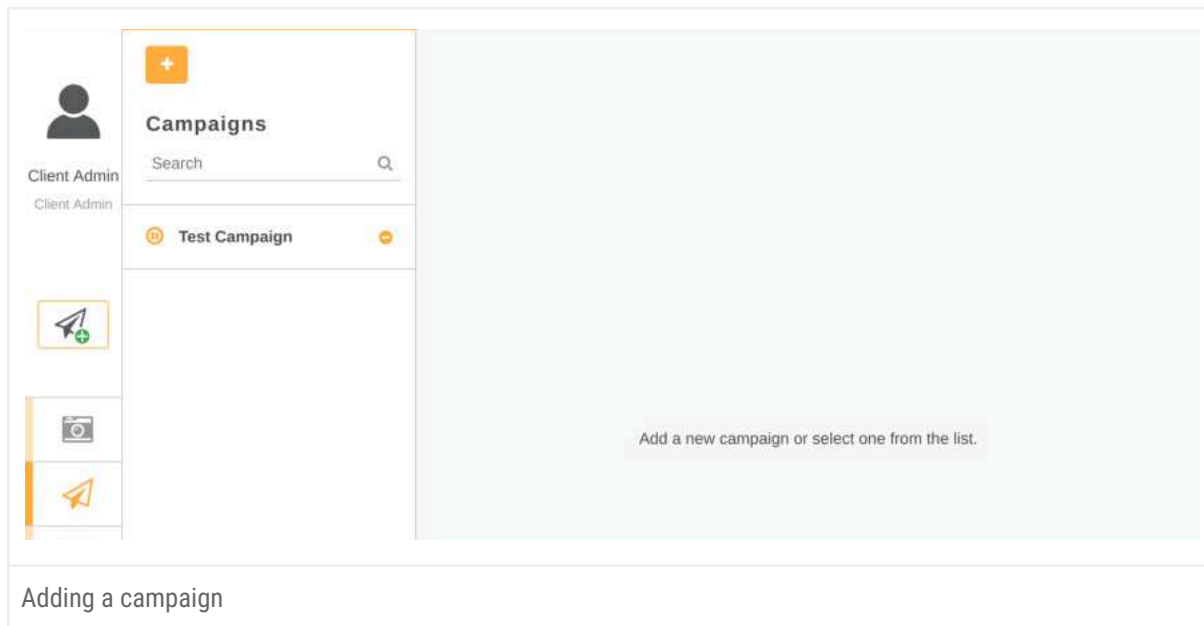 Campaigns
Search
Client Admin
Client Admin
Test Campaign
Add a new campaign or select one from the list.
Adding a campaign